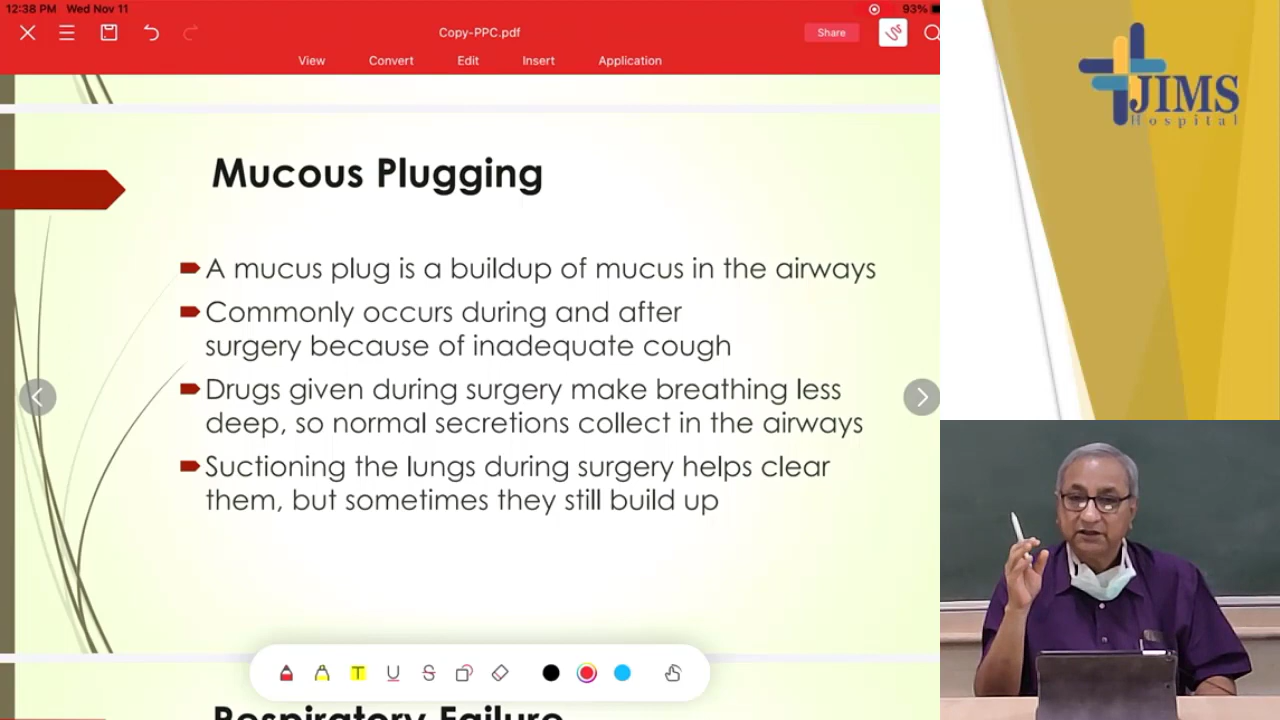 12:38 PM Wed Nov 11
93%
Copy-PPC.pdf
Share
View Convert Edit Insert Application
Mucous Plugging
A mucus plug is a buildup of mucus in the airways
Commonly occurs during and after
surgery because of inadequate cough
Drugs given during surgery make breathing less
deep, so normal secretions collect in the airways
Suctioning the lungs during surgery helps clear
them, but sometimes they still build up
T U S
Respiratory Failure
JIMS
Hospital